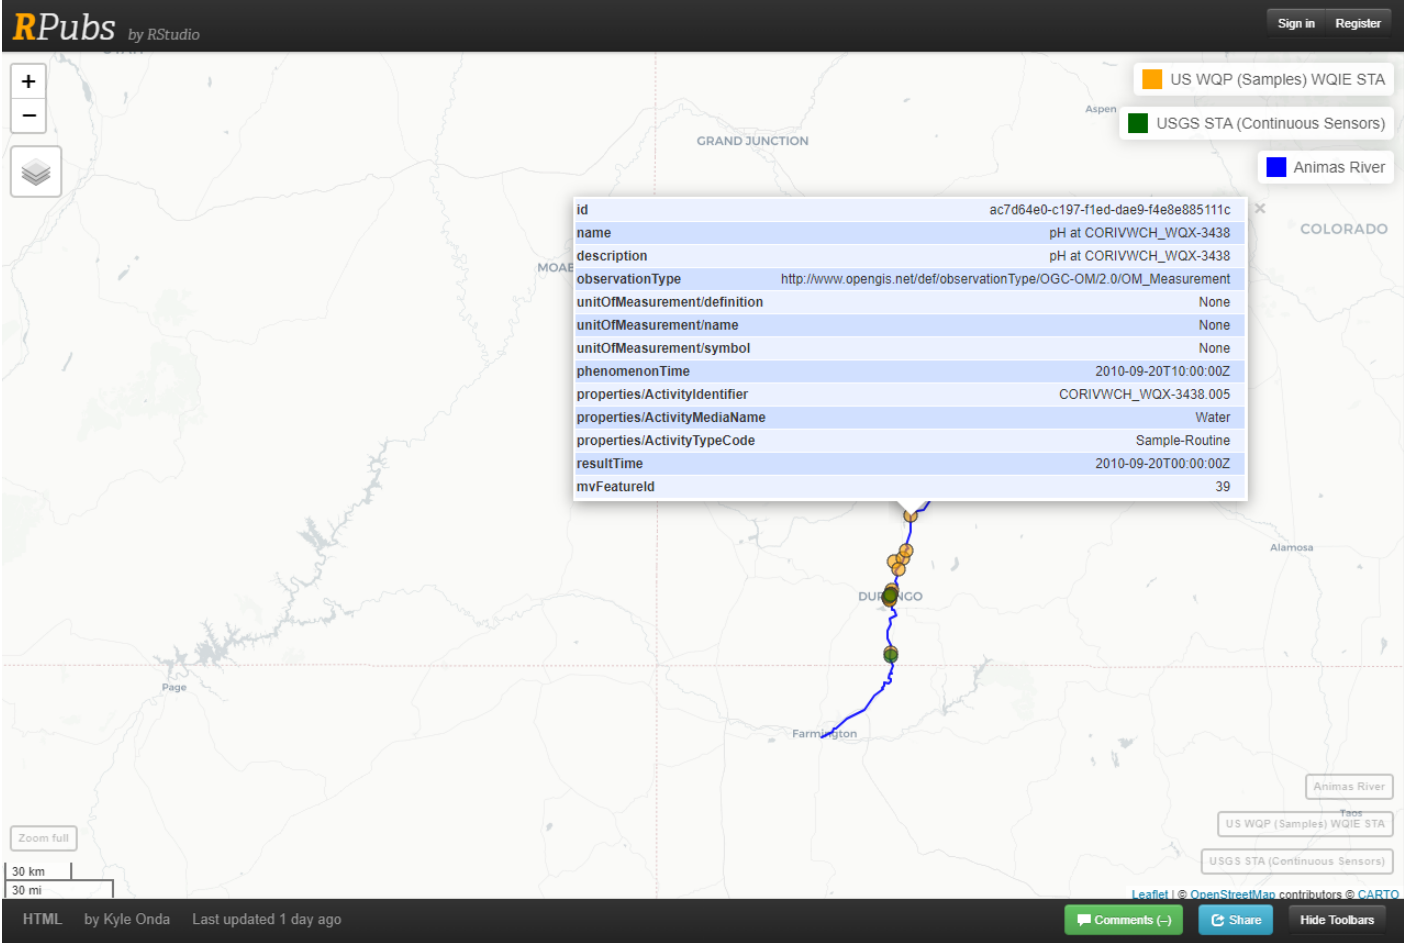 RPubs by RStudio
Sign in Register
+
−
US WQP (Samples) WQIE STA
USGS STA (Continuous Sensors)
Animas River
Aspen
GRAND JUNCTION
COLORADO
MOAB
id ac7d64e0-c197-f1ed-dae9-f4e8e885111c
name pH at CORIVWCH_WQX-3438
description pH at CORIVWCH_WQX-3438
observationType http://www.opengis.net/def/observationType/OGC-OM/2.0/OM_Measurement
unitOfMeasurement/definition None
unitOfMeasurement/name None
unitOfMeasurement/symbol None
phenomenonTime 2010-09-20T10:00:00Z
properties/ActivityIdentifier CORIVWCH_WQX-3438.005
properties/ActivityMediaName Water
properties/ActivityTypeCode Sample-Routine
resultTime 2010-09-20T00:00:00Z
mvFeatureId 39
×
Alamosa
DURANGO
Page
Farmington
Animas River
Taos
US WQP (Samples) WQIE STA
USGS STA (Continuous Sensors)
Zoom full
30 km
30 mi
Leaflet | © OpenStreetMap contributors © CARTO
HTML by Kyle Onda Last updated 1 day ago
Comments (–) Share Hide Toolbars